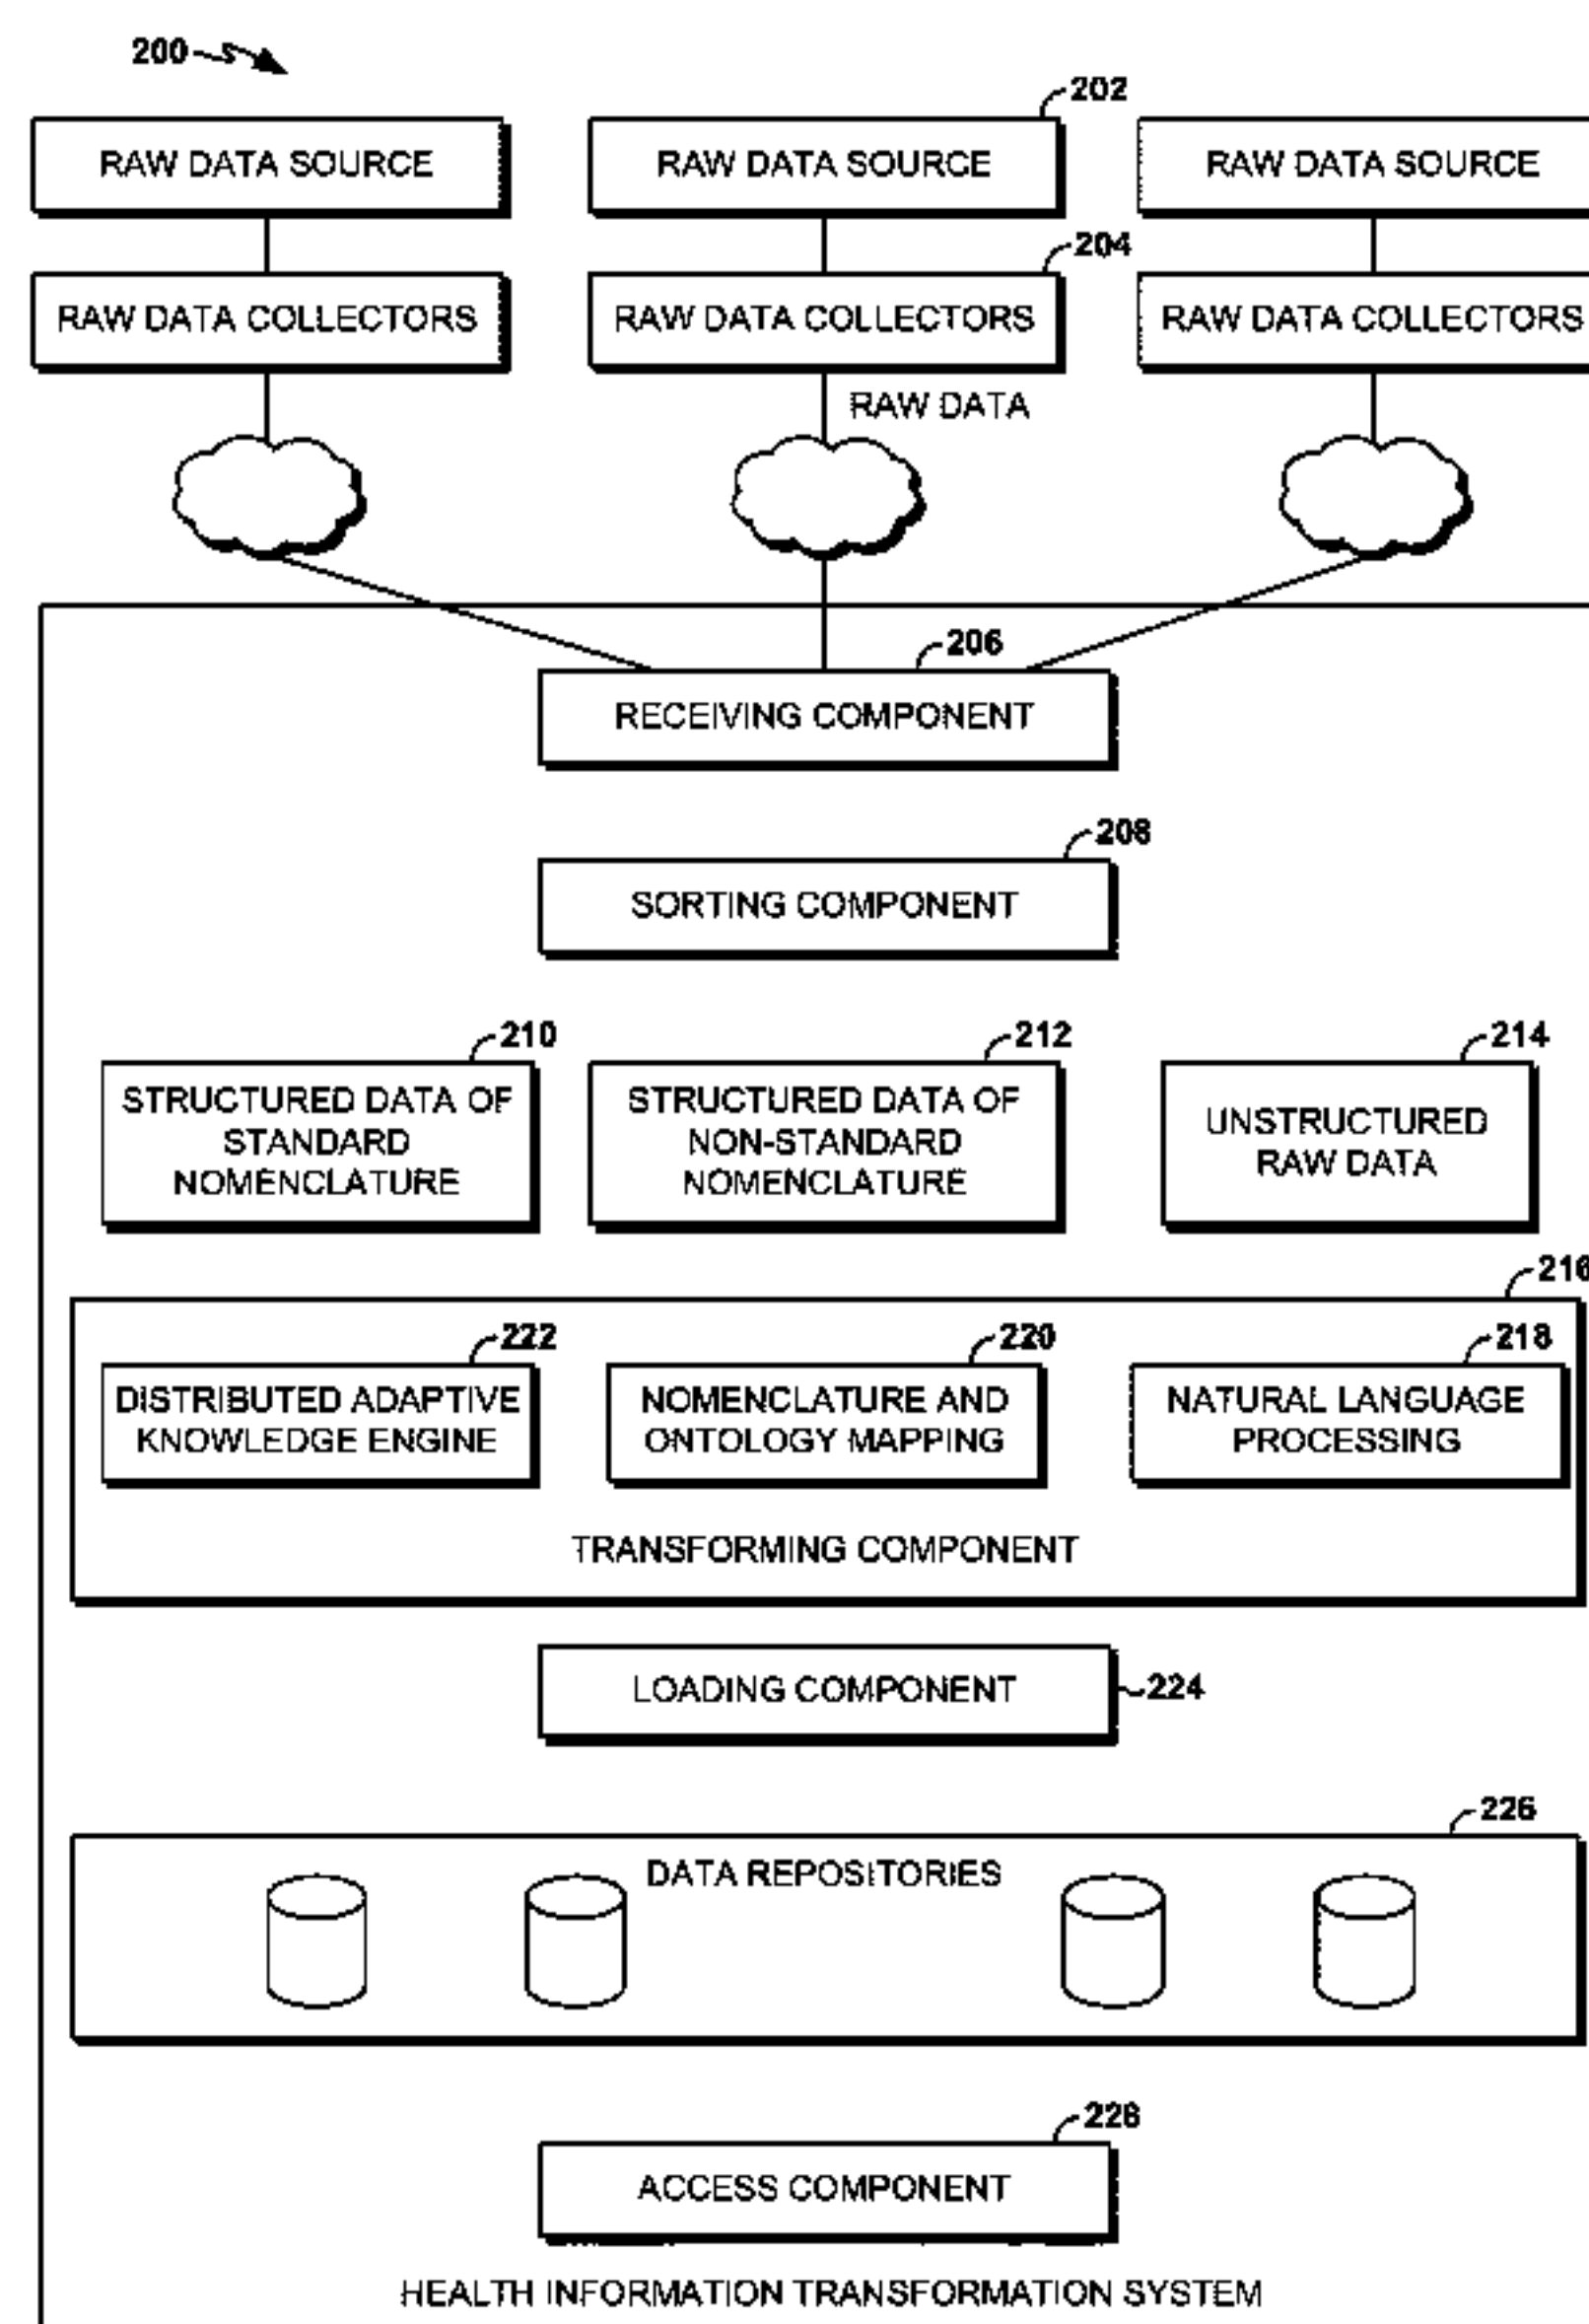 200
202
RAW DATA SOURCE
RAW DATA SOURCE
RAW DATA SOURCE
204
RAW DATA COLLECTORS
RAW DATA COLLECTORS
RAW DATA COLLECTORS
RAW DATA
206
RECEIVING COMPONENT
208
SORTING COMPONENT
210
STRUCTURED DATA OF
STANDARD
NOMENCLATURE
212
STRUCTURED DATA OF
NON-STANDARD
NOMENCLATURE
214
UNSTRUCTURED
RAW DATA
216
222
DISTRIBUTED ADAPTIVE
KNOWLEDGE ENGINE
220
NOMENCLATURE AND
ONTOLOGY MAPPING
218
NATURAL LANGUAGE
PROCESSING
TRANSFORMING COMPONENT
LOADING COMPONENT
224
226
DATA REPOSITORIES
228
ACCESS COMPONENT
HEALTH INFORMATION TRANSFORMATION SYSTEM